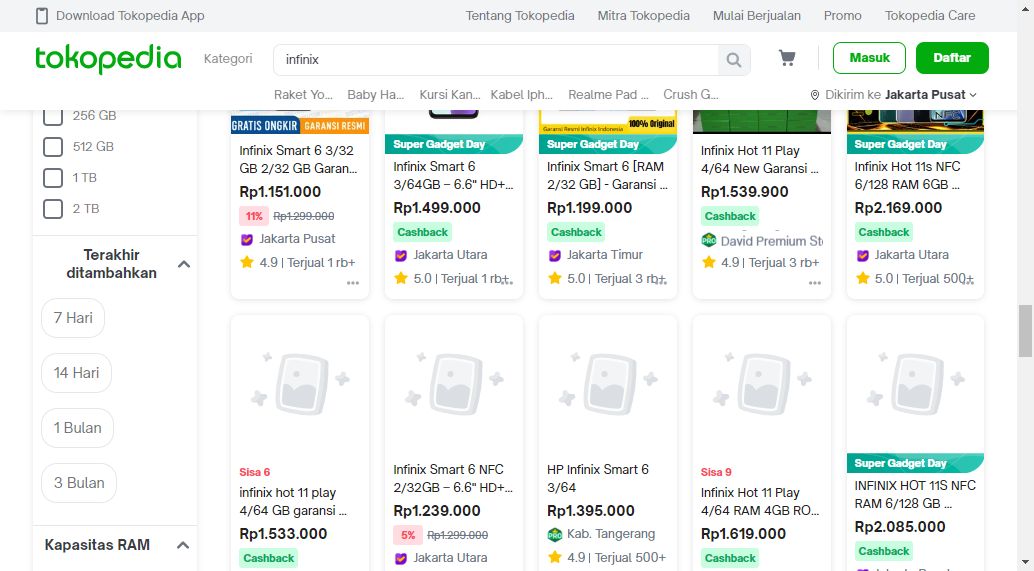 Download Tokopedia App
Tentang Tokopedia
Mitra Tokopedia
Mulai Berjualan
Promo
Tokopedia Care
tokopedia
Kategori
infinix
Masuk
Daftar
Raket Yo...
Baby Ha...
Kursi Kan...
Kabel Iph...
Realme Pad ...
Crush G...
Dikirim ke Jakarta Pusat
256 GB
512 GB
1 TB
2 TB
Terakhir
ditambahkan
7 Hari
14 Hari
1 Bulan
3 Bulan
Kapasitas RAM
GRATIS ONGKIR GARANSI RESMI
Infinix Smart 6 3/32
GB 2/32 GB Garan...
Rp1.151.000
11% Rp1.299.000
Jakarta Pusat
4.9 | Terjual 1 rb+
Super Gadget Day
Infinix Smart 6
3/64GB – 6.6" HD+...
Rp1.499.000
Cashback
Jakarta Utara
5.0 | Terjual 1 rb+
Garansi Resmi Infinix Indonesia
100% Original
Super Gadget Day
Infinix Smart 6 [RAM
2/32 GB] - Garansi ...
Rp1.199.000
Cashback
Jakarta Timur
5.0 | Terjual 3 rb+
Infinix Hot 11 Play
4/64 New Garansi ...
Rp1.539.900
Cashback
PRO
David Premium St
4.9 | Terjual 3 rb+
Super Gadget Day
Infinix Hot 11s NFC
6/128 RAM 6GB ...
Rp2.169.000
Cashback
Jakarta Utara
5.0 | Terjual 500+
Sisa 6
infinix hot 11 play
4/64 GB garansi ...
Rp1.533.000
Cashback
Infinix Smart 6 NFC
2/32GB – 6.6" HD+...
Rp1.239.000
5% Rp1.299.000
Jakarta Utara
HP Infinix Smart 6
3/64
Rp1.395.000
PRO
Kab. Tangerang
4.9 | Terjual 500+
Sisa 9
Infinix Hot 11 Play
4/64 RAM 4GB RO...
Rp1.619.000
Cashback
Super Gadget Day
INFINIX HOT 11S NFC
RAM 6/128 GB ...
Rp2.085.000
Cashback